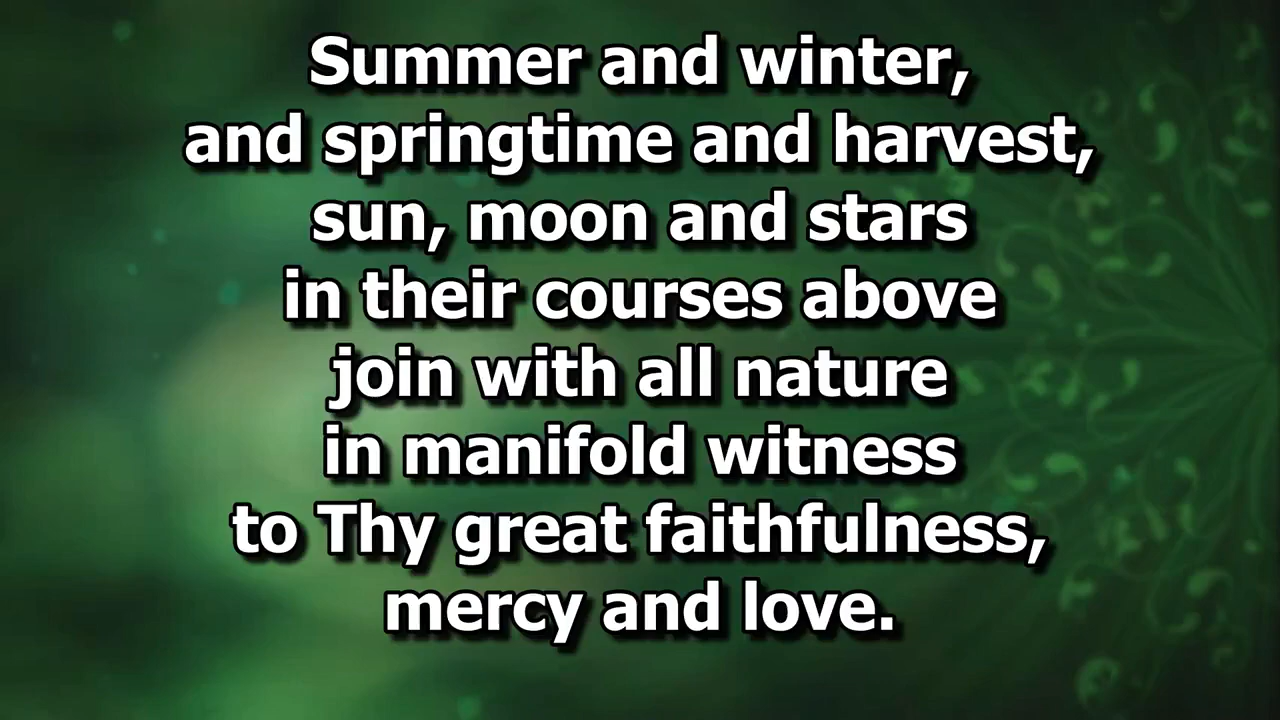 Summer and winter,
and springtime and harvest,
sun, moon and stars
in their courses above
join with all nature
in manifold witness
to Thy great faithfulness,
mercy and love.